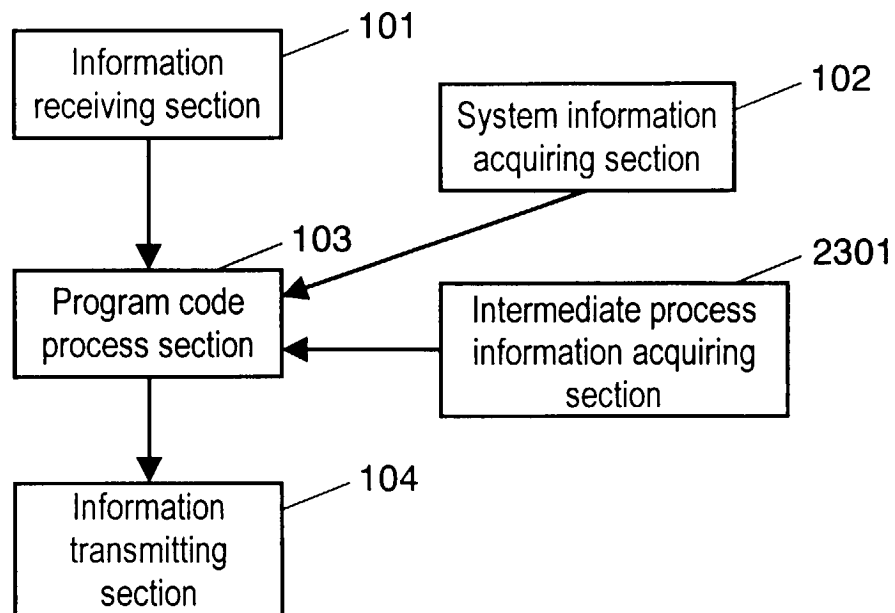 101
Information
receiving section
102
System information
acquiring section
103
Program code
process section
2301
Intermediate process
information acquiring
section
104
Information
transmitting
section